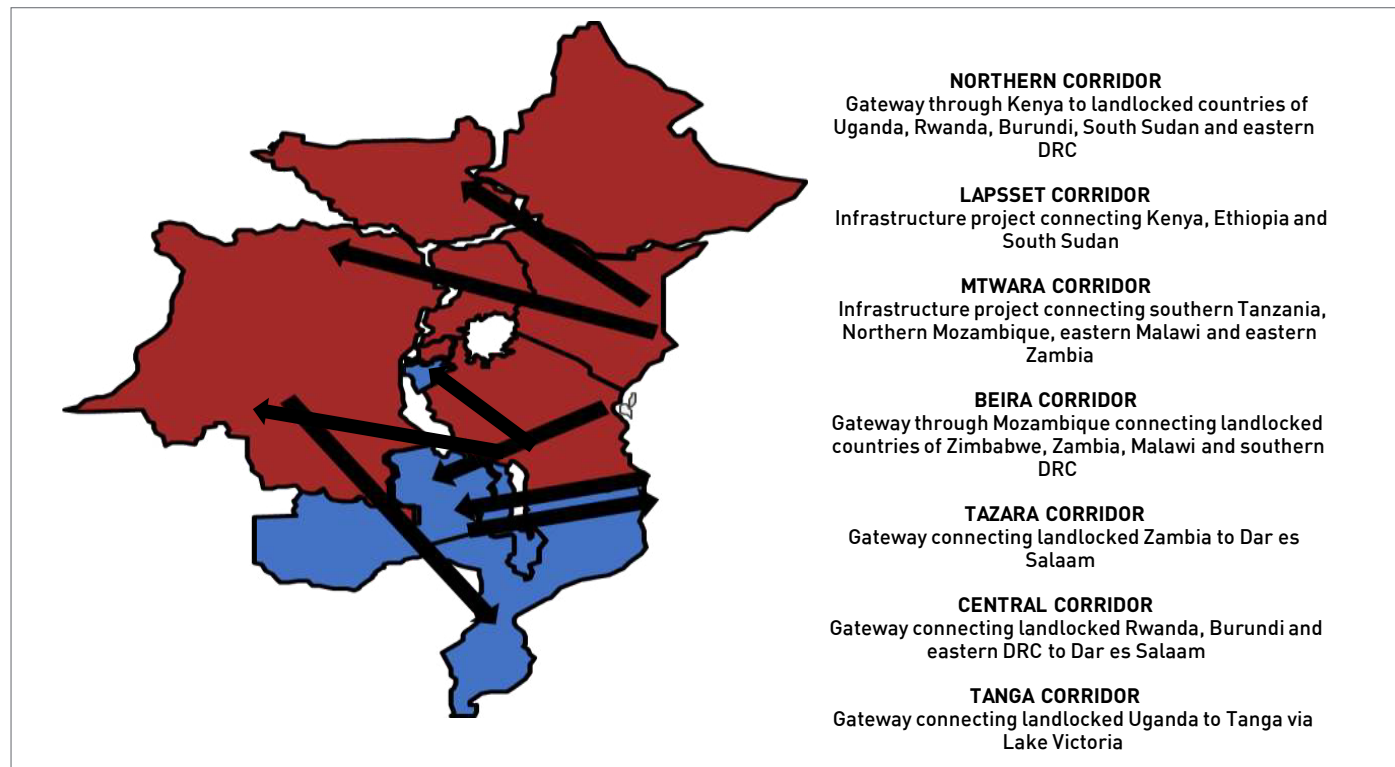 NORTHERN CORRIDOR
Gateway through Kenya to landlocked countries of
Uganda, Rwanda, Burundi, South Sudan and eastern
DRC
LAPSSET CORRIDOR
Infrastructure project connecting Kenya, Ethiopia and
South Sudan
MTWARA CORRIDOR
Infrastructure project connecting southern Tanzania,
Northern Mozambique, eastern Malawi and eastern
Zambia
BEIRA CORRIDOR
Gateway through Mozambique connecting landlocked
countries of Zimbabwe, Zambia, Malawi and southern
DRC
TAZARA CORRIDOR
Gateway connecting landlocked Zambia to Dar es
Salaam
CENTRAL CORRIDOR
Gateway connecting landlocked Rwanda, Burundi and
eastern DRC to Dar es Salaam
TANGA CORRIDOR
Gateway connecting landlocked Uganda to Tanga via
Lake Victoria